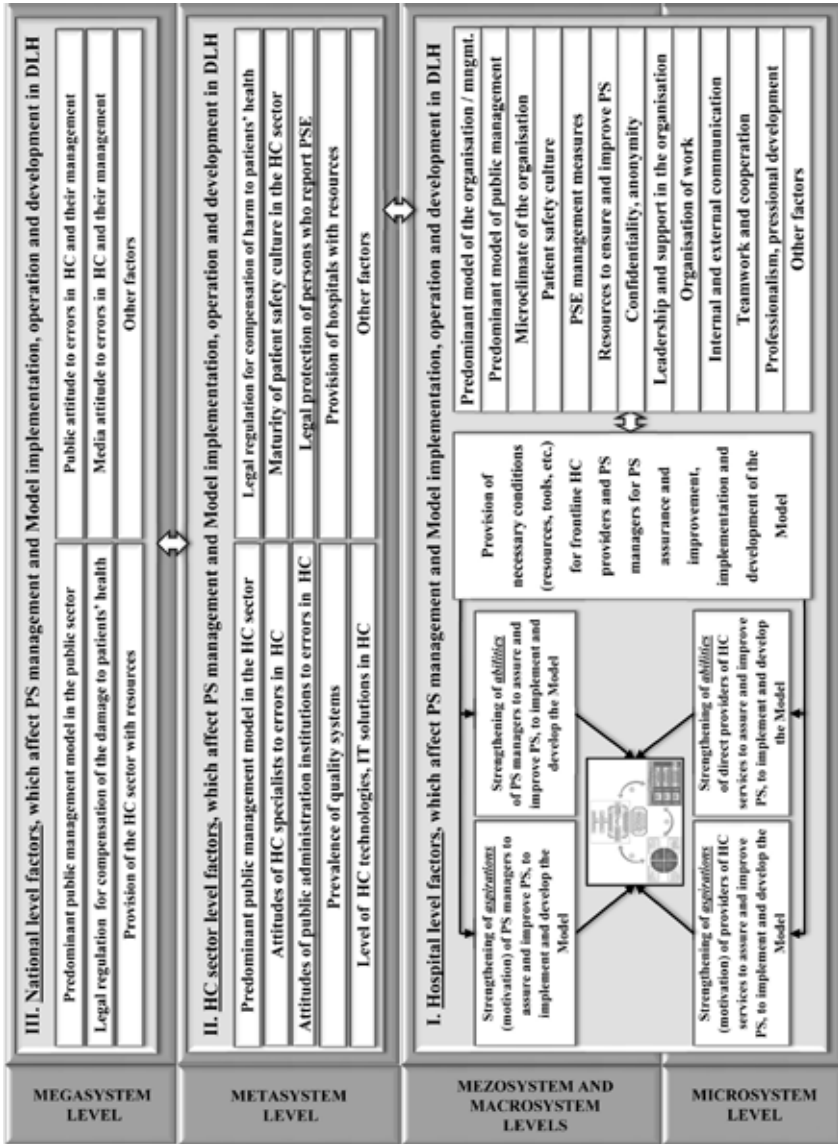 MEGASYSTEM
LEVEL
III. National level factors, which affect PS management and Model implementation, operation and development in DLH
Predominant public management model in the public sector
Legal regulation for compensation of the damage to patients' health
Provision of the HC sector with resources
Public attitude to errors in HC and their management
Media attitude to errors in HC and their management
Other factors
METASYSTEM
LEVEL
II. HC sector level factors, which affect PS management and Model implementation, operation and development in DLH
Predominant public management model in the HC sector
Attitudes of HC specialists to errors in HC
Attitudes of public administration institutions to errors in HC
Prevalence of quality systems
Level of HC technologies, IT solutions in HC
Legal regulation for compensation of harm to patients' health
Maturity of patient safety culture in the HC sector
Legal protection of persons who report PSE
Provision of hospitals with resources
Other factors
MEZOSYSTEM AND
MACROSYSTEM
LEVELS
MICROSYSTEM
LEVEL
I. Hospital level factors, which affect PS management and Model implementation, operation and development in DLH
Strengthening of aspirations
(motivation) of PS managers to
assure and improve PS, to
implement and develop the
Model
Strengthening of abilities
of PS managers to assure and
improve PS, to implement and
develop the Model
Strengthening of aspirations
(motivation) of providers of HC
services to assure and improve
PS, to implement and develop the
Model
Strengthening of abilities
of direct providers of HC
services to assure and improve
PS, to implement and develop
the Model
Provision of
necessary conditions
(resources, tools, etc.)
for frontline HC
providers and PS
managers for PS
assurance and
improvement,
implementation and
development of the
Model
Predominant model of the organisation / mngmt.
Predominant model of public management
Microclimate of the organisation
Patient safety culture
PSE management measures
Resources to ensure and improve PS
Confidentiality, anonymity
Leadership and support in the organisation
Organisation of work
Internal and external communication
Teamwork and cooperation
Professionalism, pressional development
Other factors